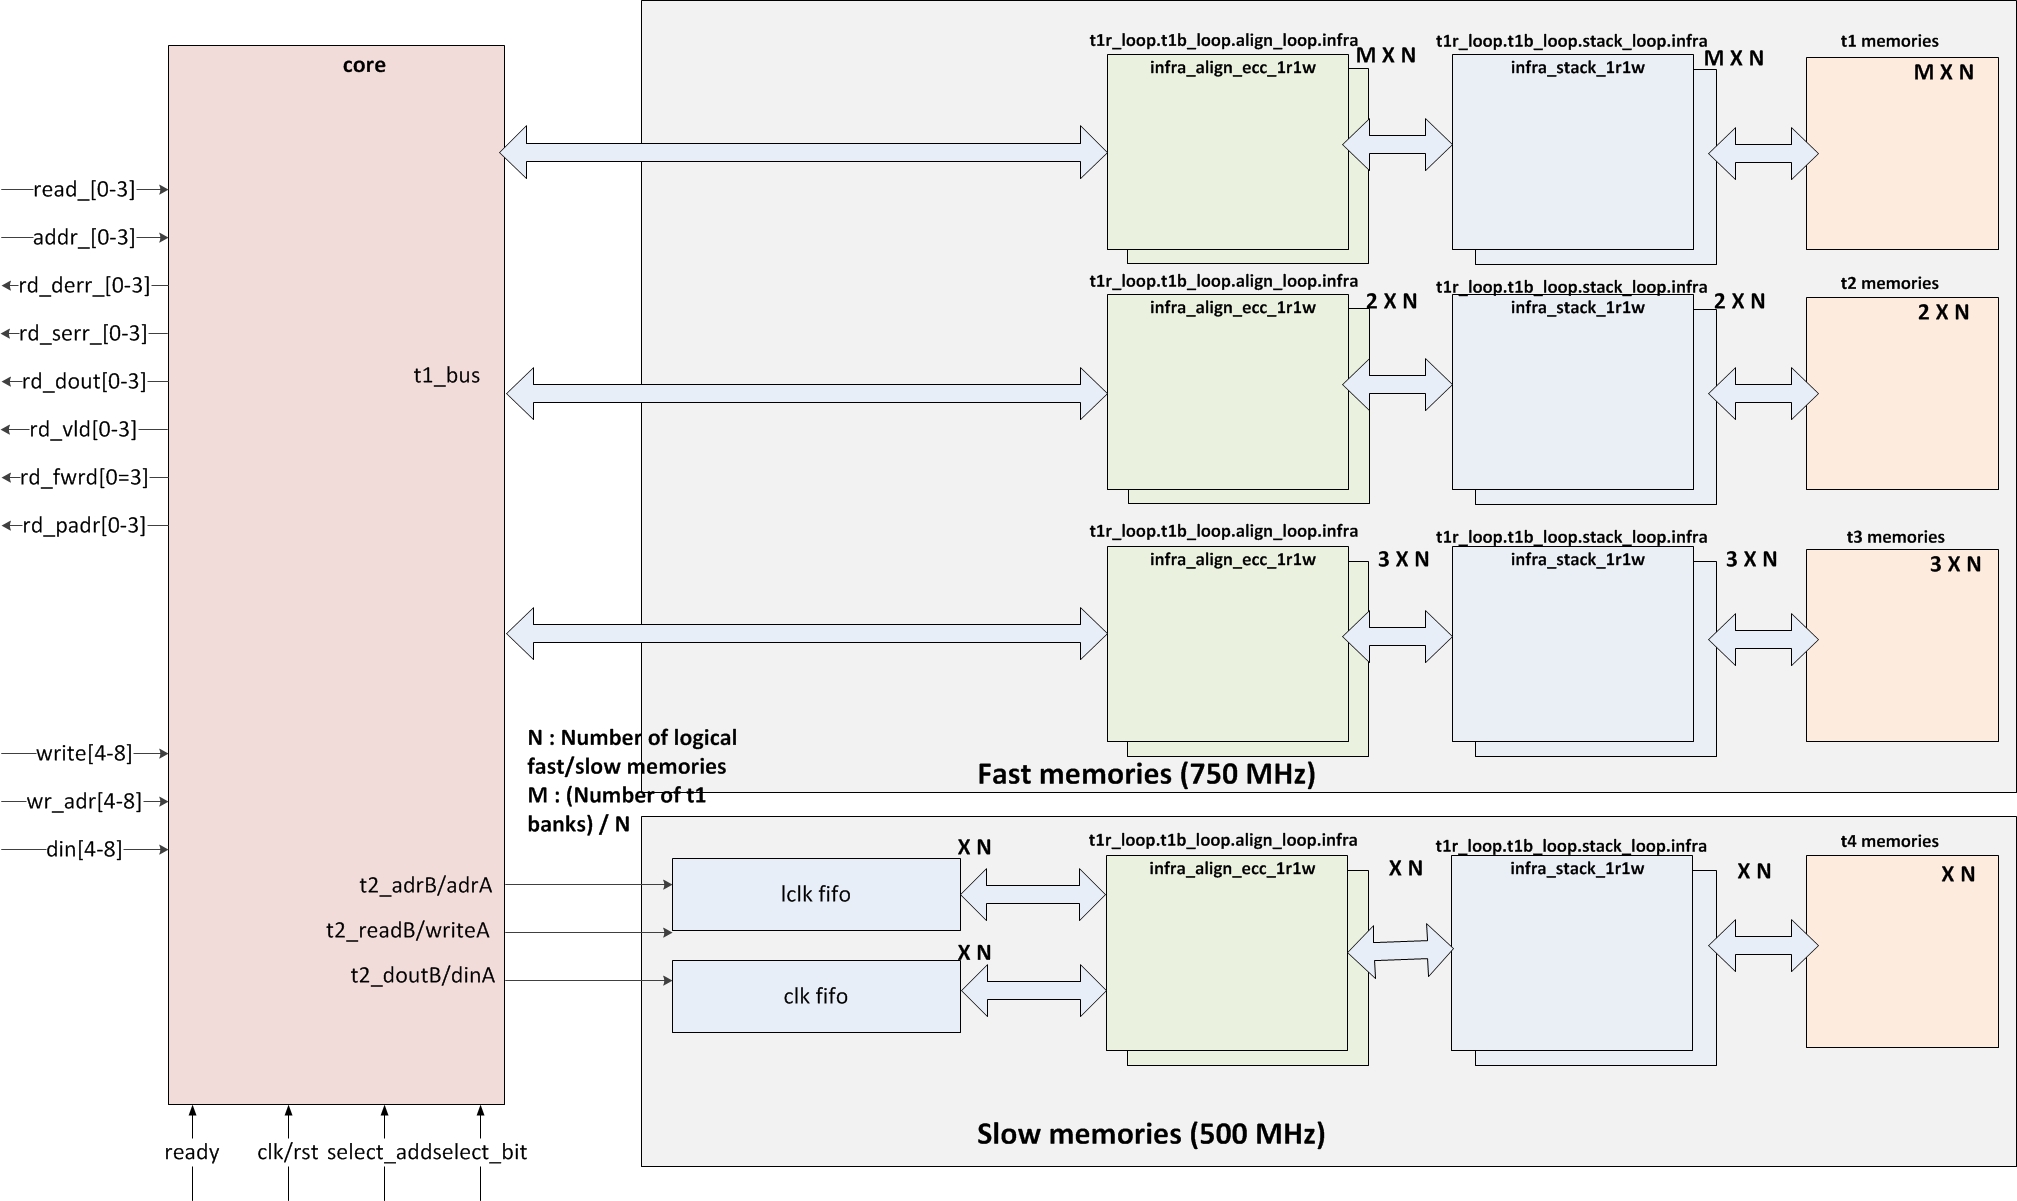 core
read_[0-3]
addr_[0-3]
rd_derr_[0-3]
rd_serr_[0-3]
rd_dout[0-3]
rd_vld[0-3]
rd_fwrd[0=3]
rd_padr[0-3]
write[4-8]
wr_adr[4-8]
din[4-8]
t1_bus
t2_adrB/adrA
t2_readB/writeA
t2_doutB/dinA
ready
clk/rst
select_add
select_bit
t1r_loop.t1b_loop.align_loop.infra
infra_align_ecc_1r1w
M X N
t1r_loop.t1b_loop.stack_loop.infra
infra_stack_1r1w
M X N
t1 memories
M X N
t1r_loop.t1b_loop.align_loop.infra
infra_align_ecc_1r1w
2 X N
t1r_loop.t1b_loop.stack_loop.infra
infra_stack_1r1w
2 X N
t2 memories
2 X N
t1r_loop.t1b_loop.align_loop.infra
infra_align_ecc_1r1w
3 X N
t1r_loop.t1b_loop.stack_loop.infra
infra_stack_1r1w
3 X N
t3 memories
3 X N
N : Number of logical
fast/slow memories
M : (Number of t1
banks) / N
Fast memories (750 MHz)
X N
lclk fifo
X N
clk fifo
t1r_loop.t1b_loop.align_loop.infra
infra_align_ecc_1r1w
X N
t1r_loop.t1b_loop.stack_loop.infra
infra_stack_1r1w
X N
t4 memories
X N
Slow memories (500 MHz)